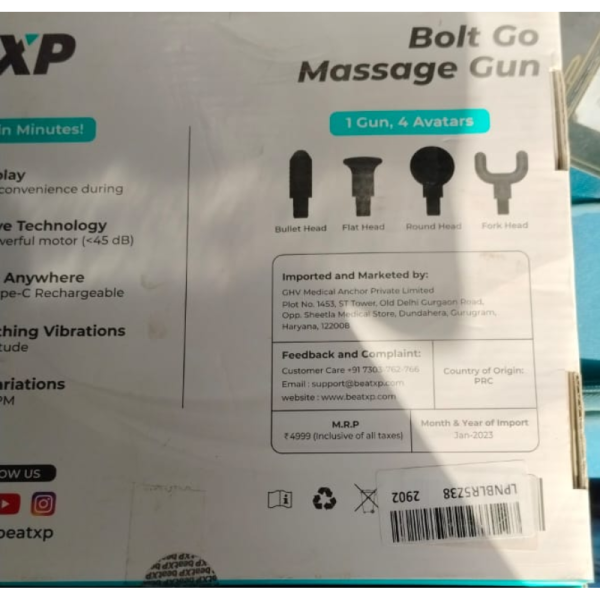 XP
Bolt Go
Massage Gun
in Minutes!
1 Gun, 4 Avatars
play
convenience during
ve Technology
werful motor (<45 dB)
Anywhere
pe-C Rechargeable
thing Vibrations
tude
ariations
PM
Bullet Head
Flat Head
Round Head
Fork Head
Imported and Marketed by:
GHV Medical Anchor Private Limited
Plot No. 1453, ST Tower, Old Delhi Gurgaon Road,
Opp. Sheetla Medical Store, Dundahera, Gurugram,
Haryana, 122008
Feedback and Complaint:
Customer Care +91 7303-762-766
Email : support@beatxp.com
website : www.beatxp.com
Country of Origin:
PRC
M.R.P
₹4999 (Inclusive of all taxes)
Month & Year of Import
Jan-2023
OW US
beatxp
LPNBLR5Z38 2902
beatXP beatXP